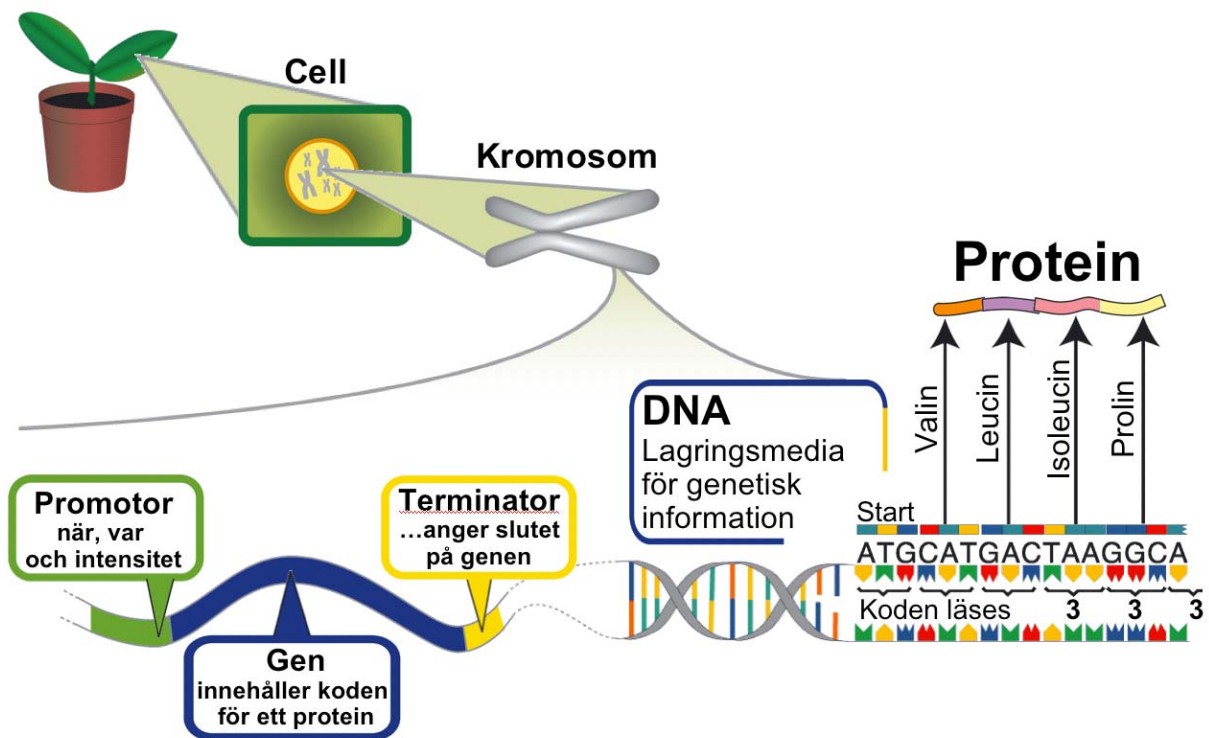 Cell
Kromosom
Protein
Valin
Leucin
Isoleucin
Prolin
DNA
Lagringsmedia
för genetisk
information
Promotor
när, var
och intensitet
Terminator
...anger slutet
på genen
Gen
innehåller koden
för ett protein
Start
ATGCATGACTAAGGCA
Koden läses 3 3 3